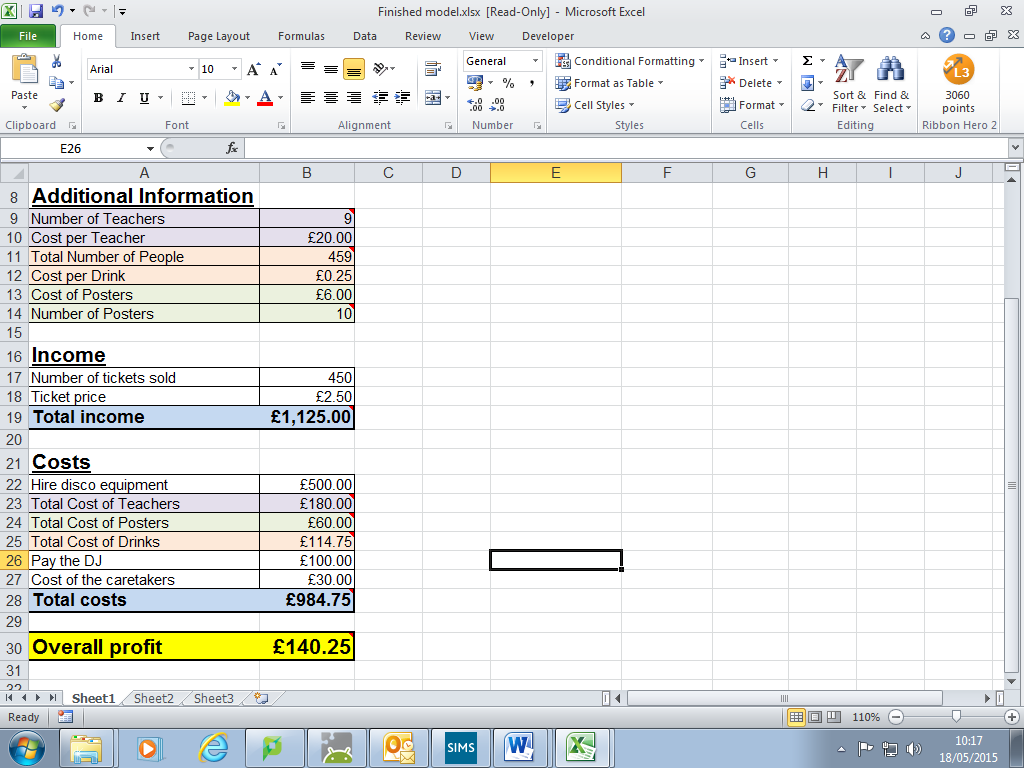 Finished model.xlsx [Read-Only] - Microsoft Excel
File Home Insert Page Layout Formulas Data Review View Developer
Paste
Arial 10
B I U
General
% ,
Conditional Formatting
Format as Table
Cell Styles
Insert
Delete
Format
Σ
Sort & Filter
Find & Select
L3
3060 points
Clipboard Font Alignment Number Styles Cells Editing Ribbon Hero 2
E26 fx
A B C D E F G H I J
8 Additional Information
9 Number of Teachers 9
10 Cost per Teacher £20.00
11 Total Number of People 459
12 Cost per Drink £0.25
13 Cost of Posters £6.00
14 Number of Posters 10
15
16 Income
17 Number of tickets sold 450
18 Ticket price £2.50
19 Total income £1,125.00
20
21 Costs
22 Hire disco equipment £500.00
23 Total Cost of Teachers £180.00
24 Total Cost of Posters £60.00
25 Total Cost of Drinks £114.75
26 Pay the DJ £100.00
27 Cost of the caretakers £30.00
28 Total costs £984.75
29
30 Overall profit £140.25
31
32
Sheet1 Sheet2 Sheet3
Ready 110%
SIMS
10:17
18/05/2015